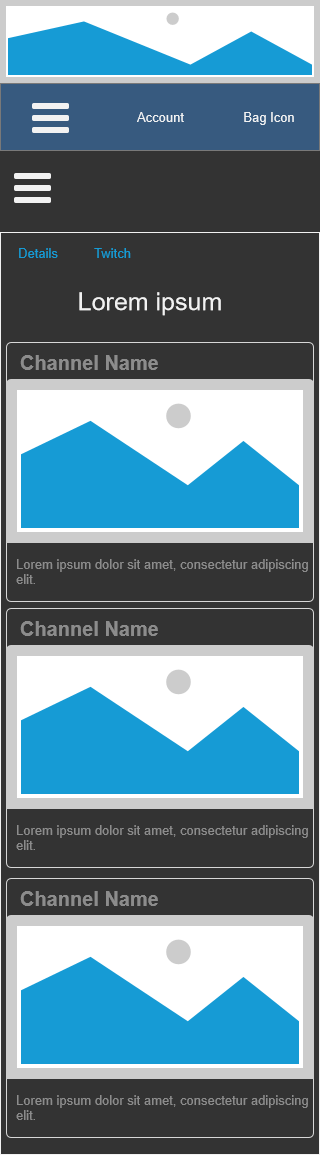 Account
Bag Icon
Details
Twitch
Lorem ipsum
Channel Name
Lorem ipsum dolor sit amet, consectetur adipiscing
elit.
Channel Name
Lorem ipsum dolor sit amet, consectetur adipiscing
elit.
Channel Name
Lorem ipsum dolor sit amet, consectetur adipiscing
elit.